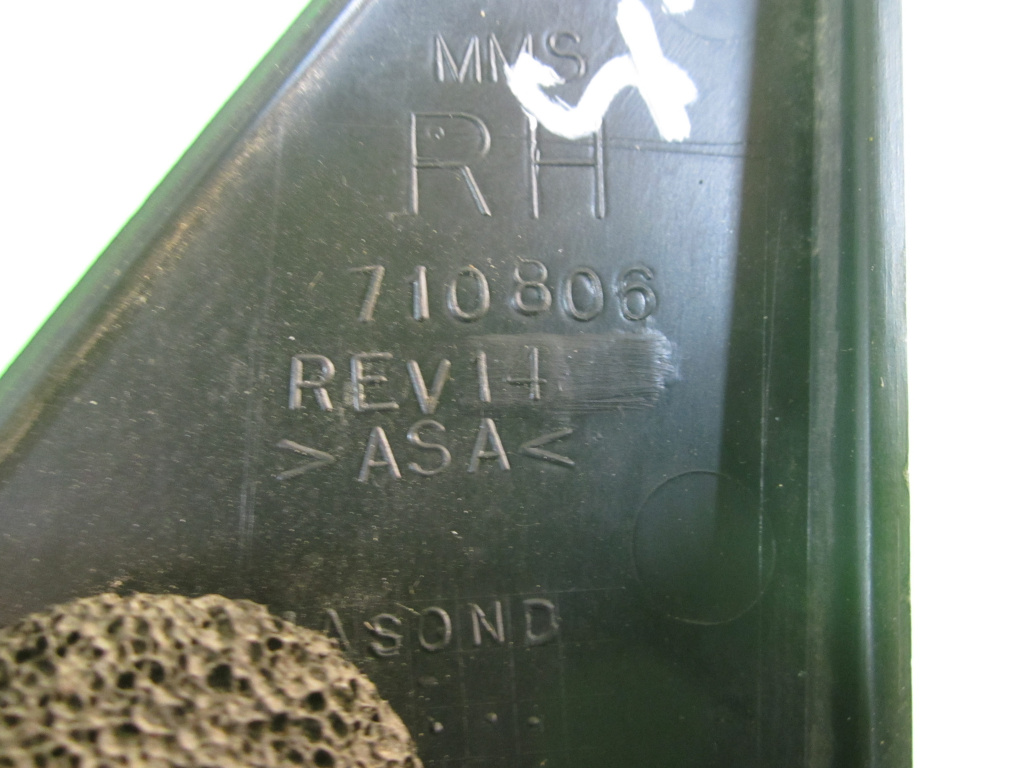 MMS
RH
710806
REV14
>ASA<
ASOND